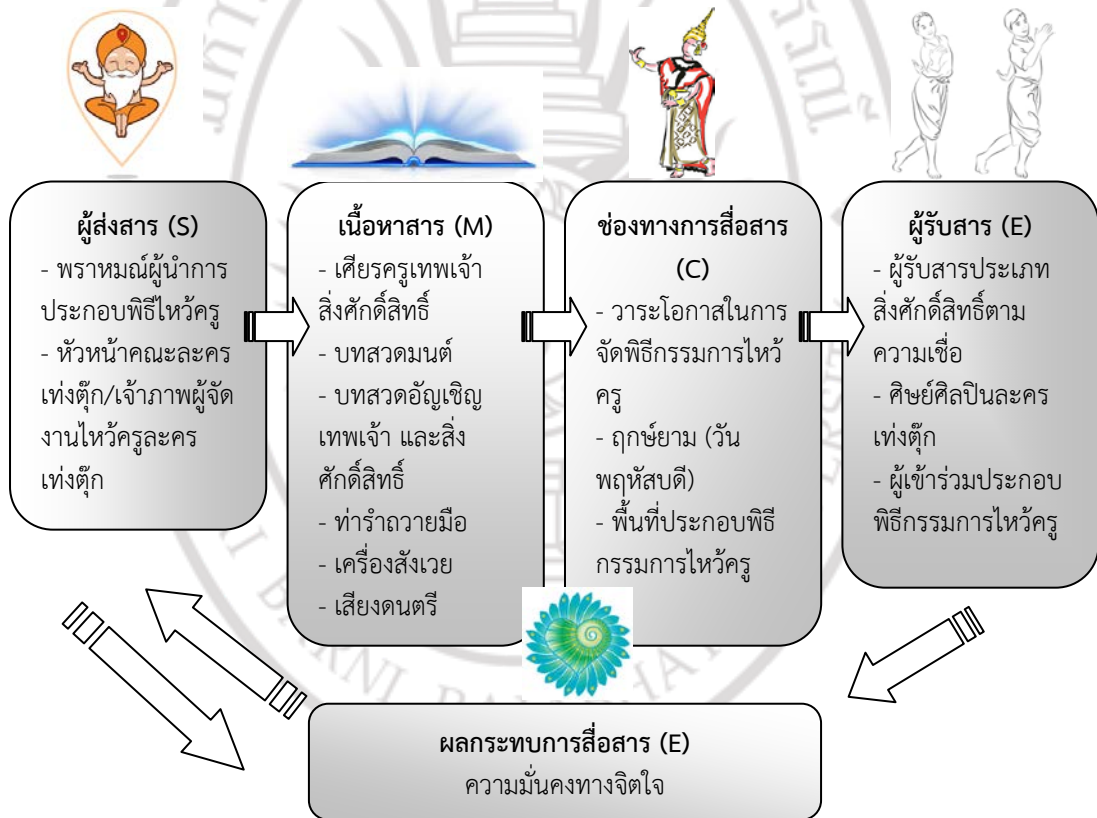 ผู้ส่งสาร (S)
- พราหมณ์ผู้นำการ
ประกอบพิธีไหว้ครู
- หัวหน้าคณะละคร
เท่งตุ๊ก/เจ้าภาพผู้จัด
งานไหว้ครูละคร
เท่งตุ๊ก
เนื้อหาสาร (M)
- เศียรครูเทพเจ้า
สิ่งศักดิ์สิทธิ์
- บทสวดมนต์
- บทสวดอัญเชิญ
เทพเจ้า และสิ่ง
ศักดิ์สิทธิ์
- ท่ารำถวายมือ
- เครื่องสังเวย
- เสียงดนตรี
ช่องทางการสื่อสาร
(C)
- วาระโอกาสในการ
จัดพิธีกรรมการไหว้
ครู
- ฤกษ์ยาม (วัน
พฤหัสบดี)
- พื้นที่ประกอบพิธี
กรรมการไหว้ครู
ผู้รับสาร (E)
- ผู้รับสารประเภท
สิ่งศักดิ์สิทธิ์ตาม
ความเชื่อ
- ศิษย์ศิลปินละคร
เท่งตุ๊ก
- ผู้เข้าร่วมประกอบ
พิธีกรรมการไหว้ครู
ผลกระทบการสื่อสาร (E)
ความมั่นคงทางจิตใจ